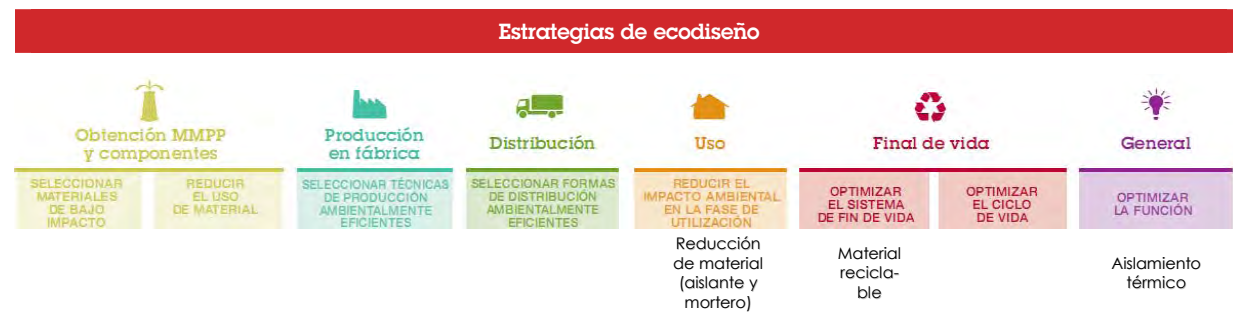 Estrategias de ecodiseño
Obtención MMPP
y componentes
Producción
en fábrica
Distribución
Uso
Final de vida
General
SELECCIONAR
MATERIALES
DE BAJO
IMPACTO
REDUCIR
EL USO
DE MATERIAL
SELECCIONAR TÉCNICAS
DE PRODUCCIÓN
AMBIENTALMENTE
EFICIENTES
SELECCIONAR FORMAS
DE DISTRIBUCIÓN
AMBIENTALMENTE
EFICIENTES
REDUCIR EL
IMPACTO AMBIENTAL
EN LA FASE DE
UTILIZACIÓN
OPTIMIZAR
EL SISTEMA
DE FIN DE VIDA
OPTIMIZAR
EL CICLO
DE VIDA
OPTIMIZAR
LA FUNCIÓN
Reducción
de material
(aislante y
mortero)
Material
recicla-
ble
Aislamiento
térmico